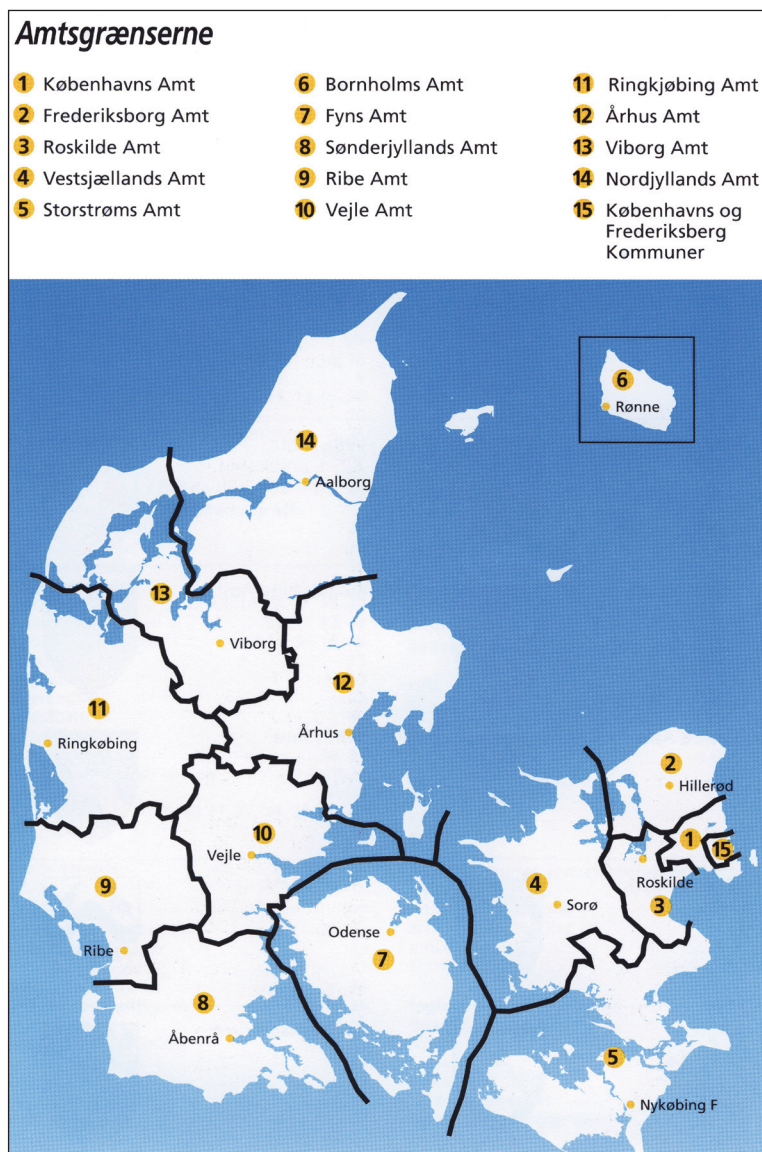 Amtsgrænserne
1 Københavns Amt
2 Frederiksborg Amt
3 Roskilde Amt
4 Vestsjællands Amt
5 Storstrøms Amt
6 Bornholms Amt
7 Fyns Amt
8 Sønderjyllands Amt
9 Ribe Amt
10 Vejle Amt
11 Ringkjøbing Amt
12 Århus Amt
13 Viborg Amt
14 Nordjyllands Amt
15 Københavns og
Frederiksberg
Kommuner
6
Rønne
14
Aalborg
13
Viborg
12
11
Århus
Ringkøbing
2
Hillerød
10
1
15
Vejle
Roskilde
9
4
Sorø
3
Odense
Ribe
7
8
Åbenrå
5
Nykøbing F